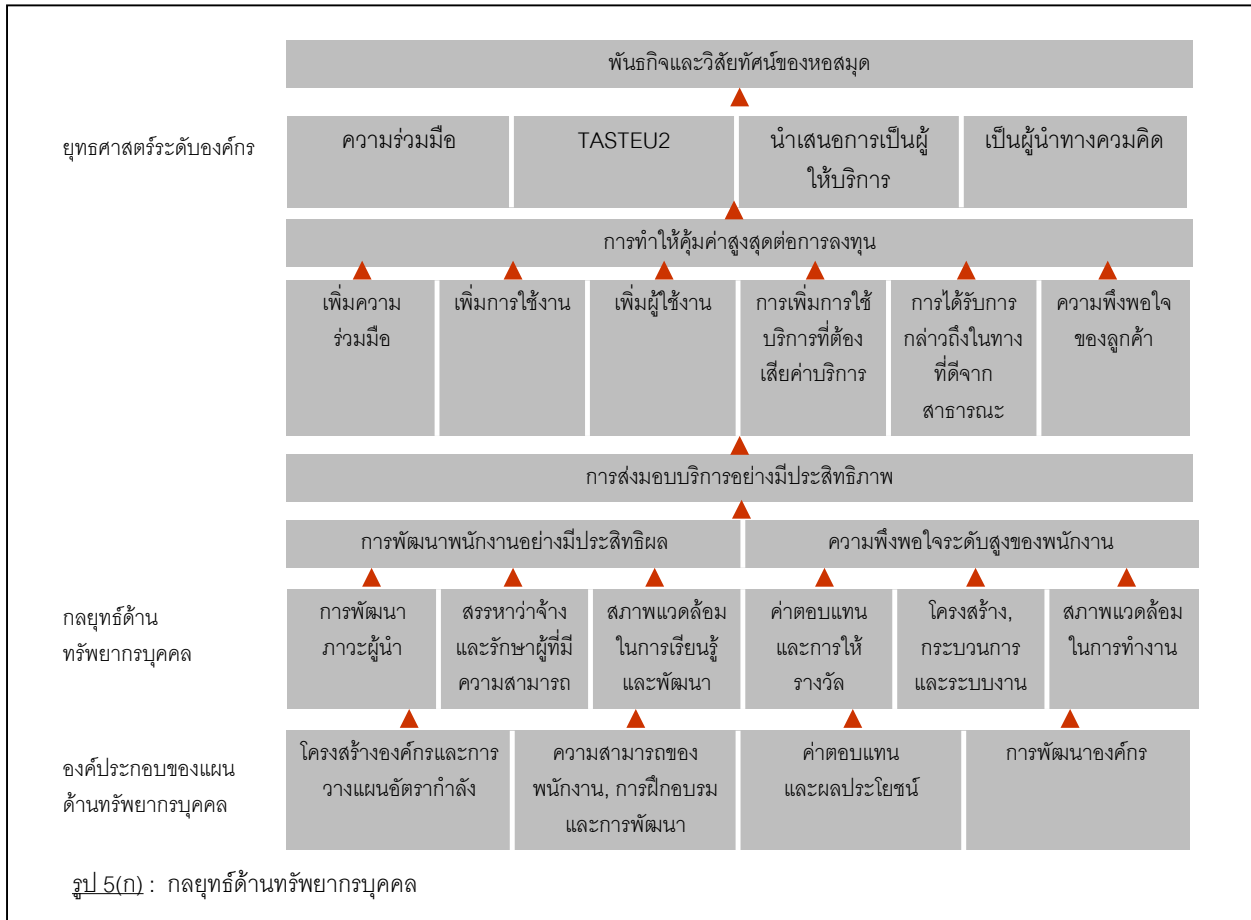 พันธกิจและวิสัยทัศน์ของหอสมุด
ยุทธศาสตร์ระดับองค์กร
ความร่วมมือ
TASTEU2
นำเสนอการเป็นผู้
ให้บริการ
เป็นผู้นำทางควมคิด
การทำให้คุ้มค่าสูงสุดต่อการลงทุน
เพิ่มความ
ร่วมมือ
เพิ่มการใช้งาน
เพิ่มผู้ใช้งาน
การเพิ่มการใช้
บริการที่ต้อง
เสียค่าบริการ
การได้รับการ
กล่าวถึงในทาง
ที่ดีจาก
สาธารณะ
ความพึงพอใจ
ของลูกค้า
การส่งมอบบริการอย่างมีประสิทธิภาพ
การพัฒนาพนักงานอย่างมีประสิทธิผล
ความพึงพอใจระดับสูงของพนักงาน
กลยุทธ์ด้าน
ทรัพยากรบุคคล
การพัฒนา
ภาวะผู้นำ
สรรหาว่าจ้าง
และรักษาผู้ที่มี
ความสามารถ
สภาพแวดล้อม
ในการเรียนรู้
และพัฒนา
ค่าตอบแทน
และการให้
รางวัล
โครงสร้าง,
กระบวนการ
และระบบงาน
สภาพแวดล้อม
ในการทำงาน
องค์ประกอบของแผน
ด้านทรัพยากรบุคคล
โครงสร้างองค์กรและการ
วางแผนอัตรากำลัง
ความสามารถของ
พนักงาน, การฝึกอบรม
และการพัฒนา
ค่าตอบแทน
และผลประโยชน์
การพัฒนาองค์กร
รูป 5(ก) : กลยุทธ์ด้านทรัพยากรบุคคล